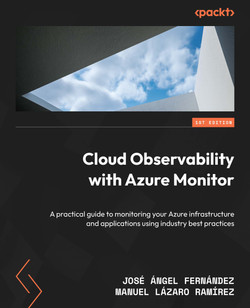 <packt>
1ST EDITION
Cloud Observability
with Azure Monitor
A practical guide to monitoring your Azure infrastructure
and applications using industry best practices
JOSÉ ÁNGEL FERNÁNDEZ
MANUEL LÁZARO RAMÍREZ